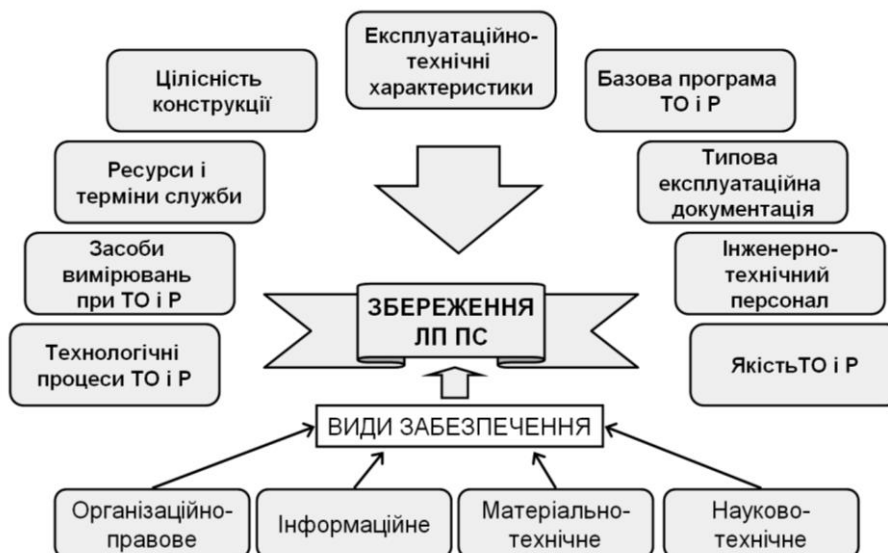 Експлуатаційно-
технічні
характеристики
Цілісність
конструкції
Базова програма
ТО і Р
Ресурси і
терміни служби
Типова
експлуатаційна
документація
Засоби
вимірювань
при ТО і Р
Інженерно-
технічний
персонал
ЗБЕРЕЖЕННЯ
ЛП ПС
Технологічні
процеси ТО і Р
ЯкістьТО і Р
ВИДИ ЗАБЕЗПЕЧЕННЯ
Організаційно-
правове
Інформаційне
Матеріально-
технічне
Науково-
технічне